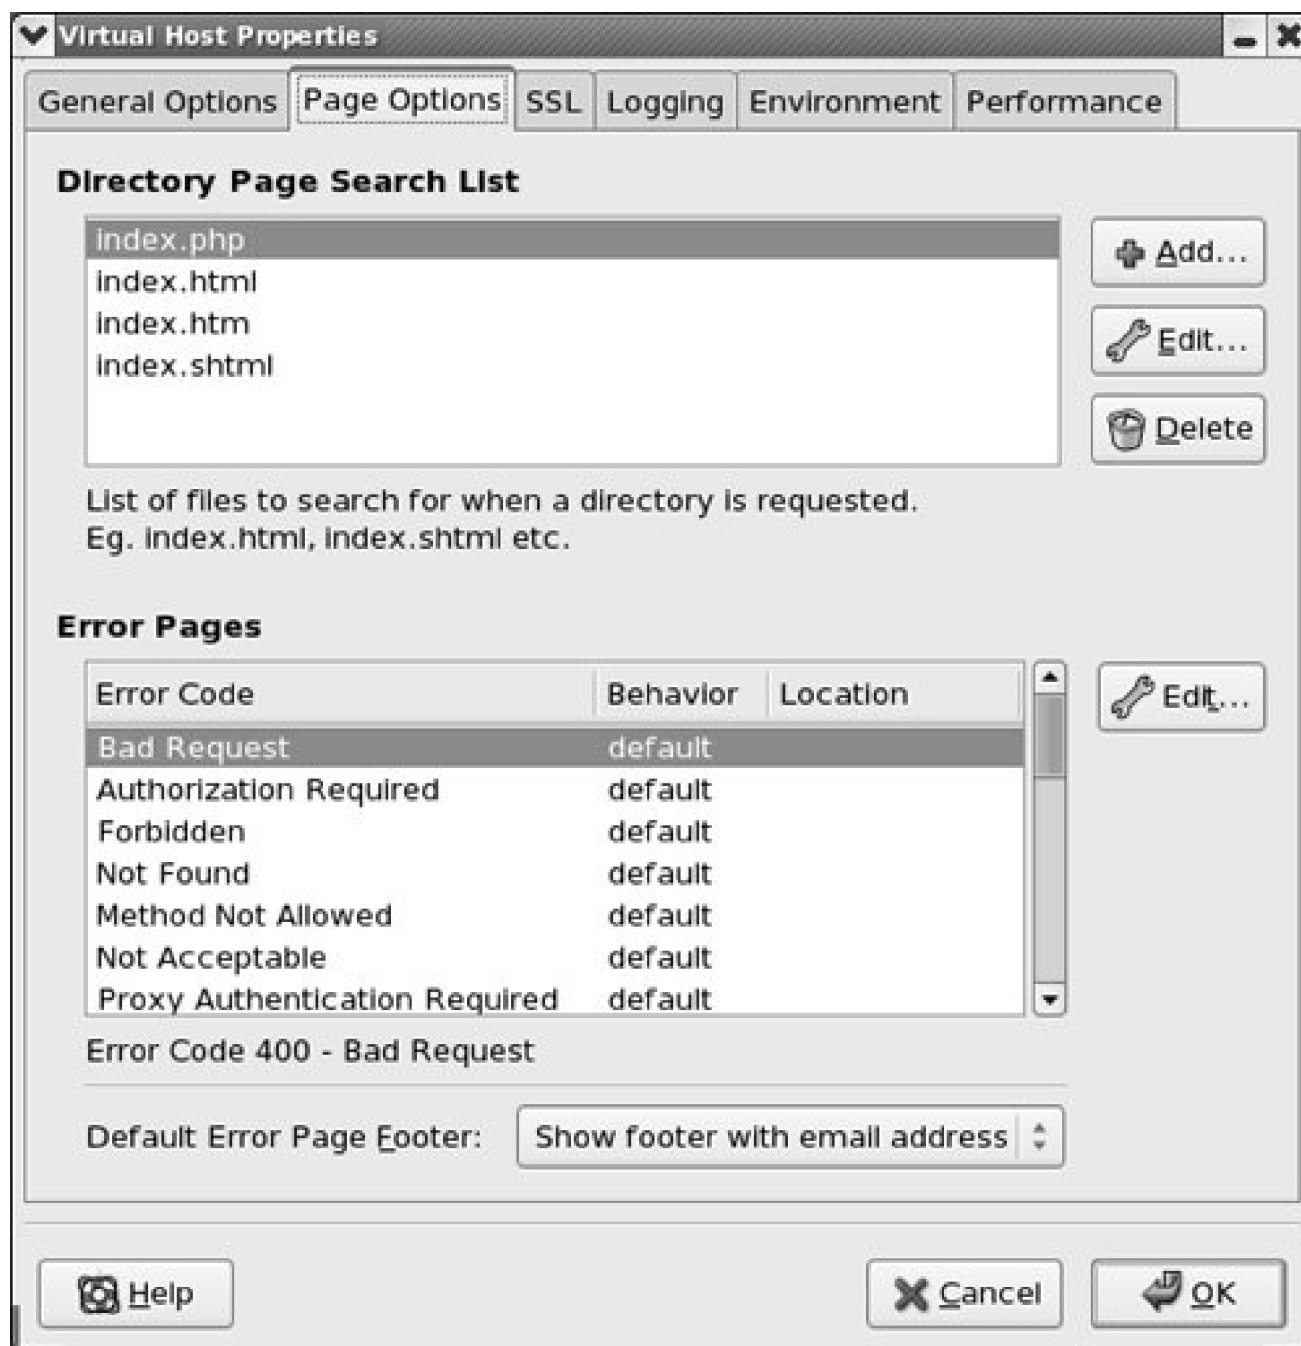 Virtual Host Properties
General Options Page Options SSL Logging Environment Performance
Directory Page Search List
index.php
index.html
index.htm
index.shtml
Add...
Edit...
Delete
List of files to search for when a directory is requested.
Eg. index.html, index.shtml etc.
Error Pages
Error Code Behavior Location
Bad Request default
Authorization Required default
Forbidden default
Not Found default
Method Not Allowed default
Not Acceptable default
Proxy Authentication Required default
Edit...
Error Code 400 - Bad Request
Default Error Page Footer: Show footer with email address
Help Cancel OK